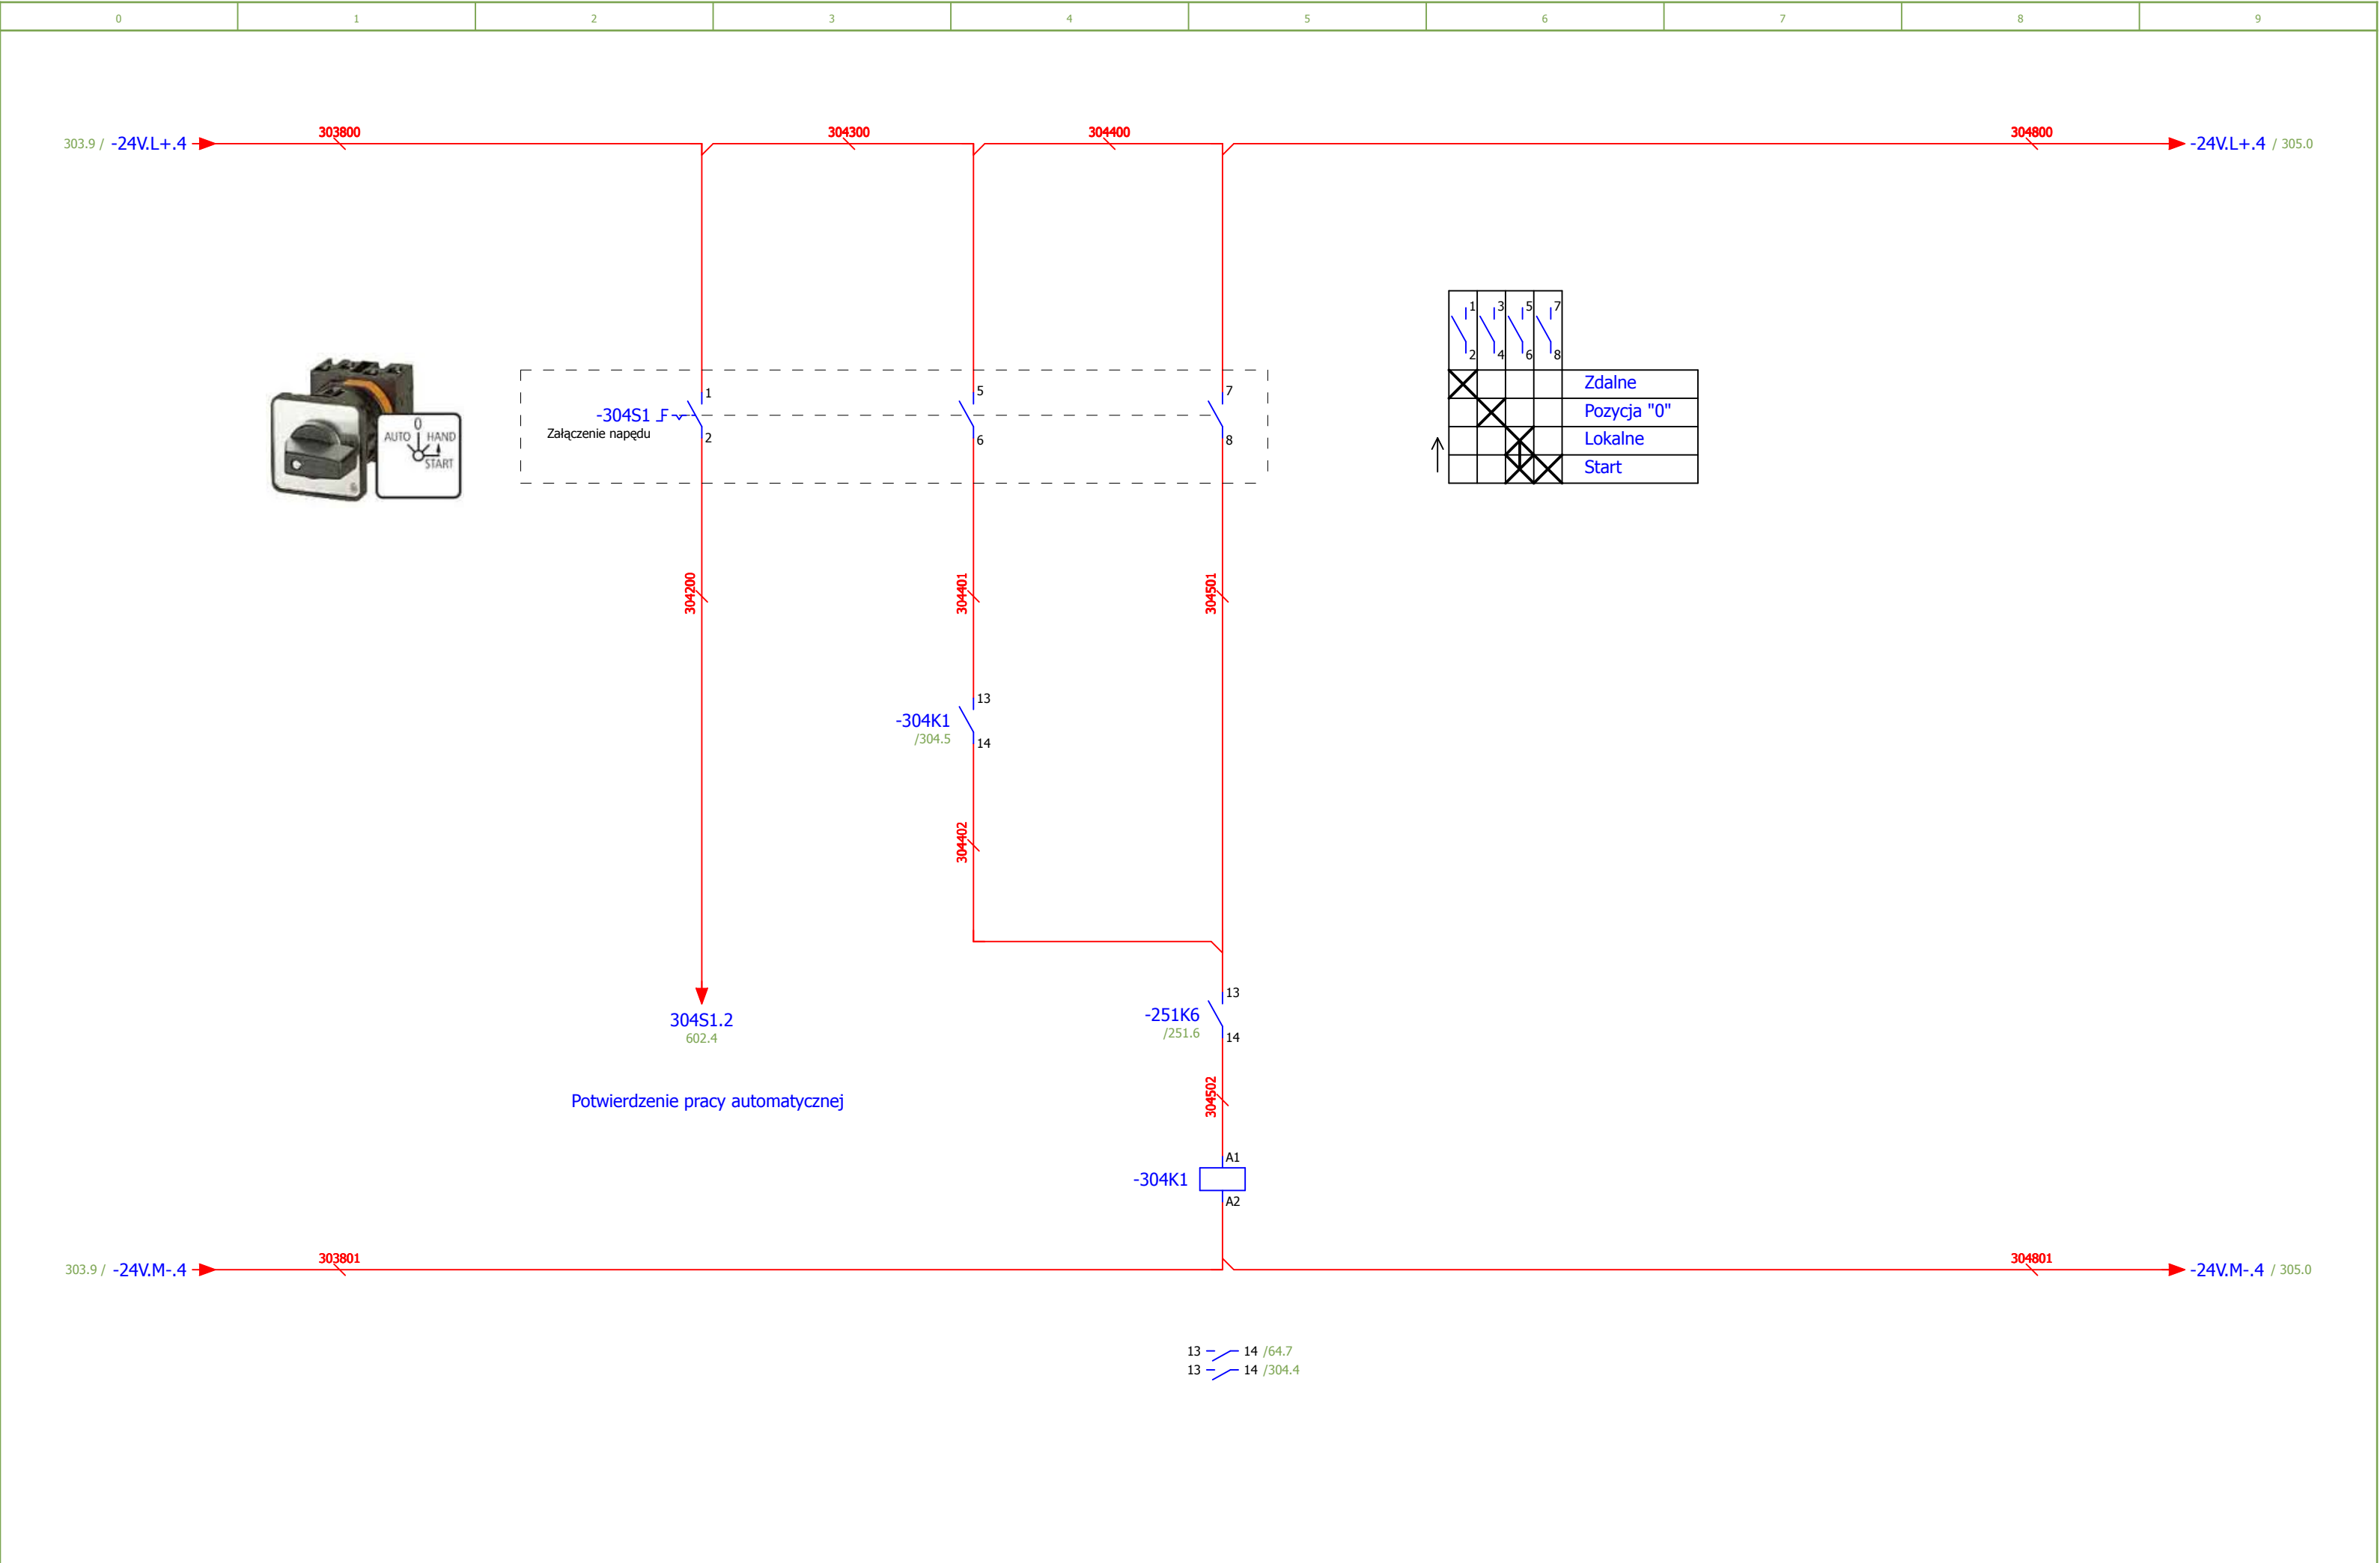 0 1 2 3 4 5 6 7 8 9
303800 304300 304400 304800
303.9 / -24V.L+.4
-24V.L+.4 / 305.0
1 3 5 7
2 4 6 8
Zdalne
Pozycja "0"
Lokalne
Start
0
AUTO HAND
START
-304S1
Załączenie napędu
1 5 7
2 6 8
304200 304401 304501
13
-304K1
/304.5
14
304402
13
-251K6
/251.6
14
304S1.2
602.4
Potwierdzenie pracy automatycznej
304502
A1
-304K1
A2
303801 304801
303.9 / -24V.M-.4
-24V.M-.4 / 305.0
13 14 /64.7
13 14 /304.4